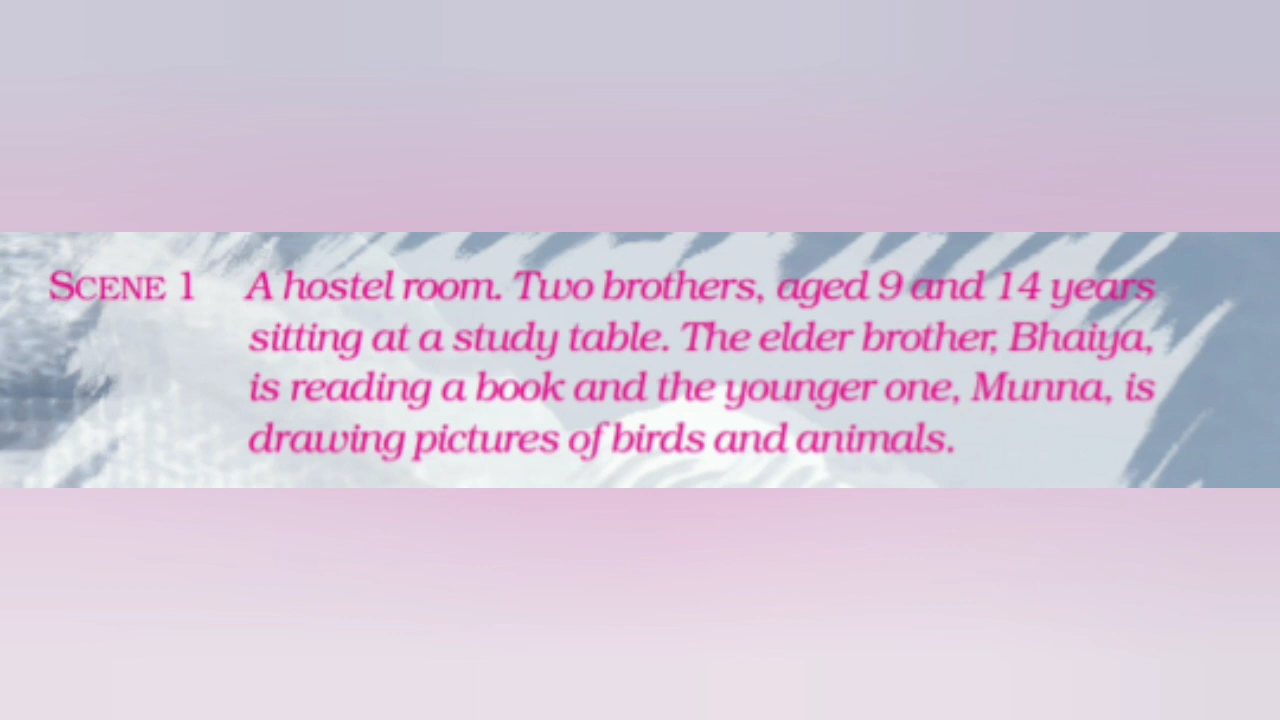 SCENE 1 A hostel room. Two brothers, aged 9 and 14 years
sitting at a study table. The elder brother, Bhaiya,
is reading a book and the younger one, Munna, is
drawing pictures of birds and animals.